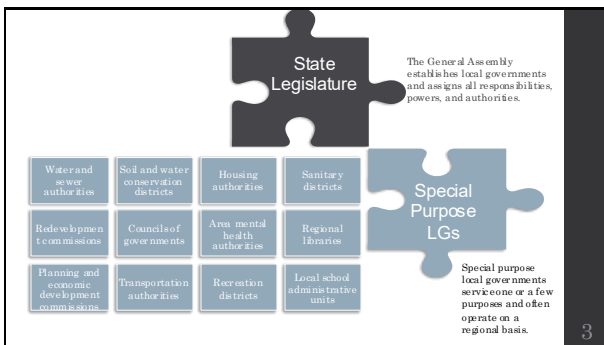 State
Legislature
The General Assembly
establishes local governments
and assigns all responsibilities,
powers, and authorities.
Water and
sewer
authorities
Soil and water
conservation
districts
Housing
authorities
Sanitary
districts
Redevelopmen
t commissions
Councils of
governments
Area mental
health
authorities
Regional
libraries
Planning and
economic
development
commissions
Transportation
authorities
Recreation
districts
Local school
administrative
units
Special
Purpose
LGs
Special purpose
local governments
service one or a few
purposes and often
operate on a
regional basis.
3